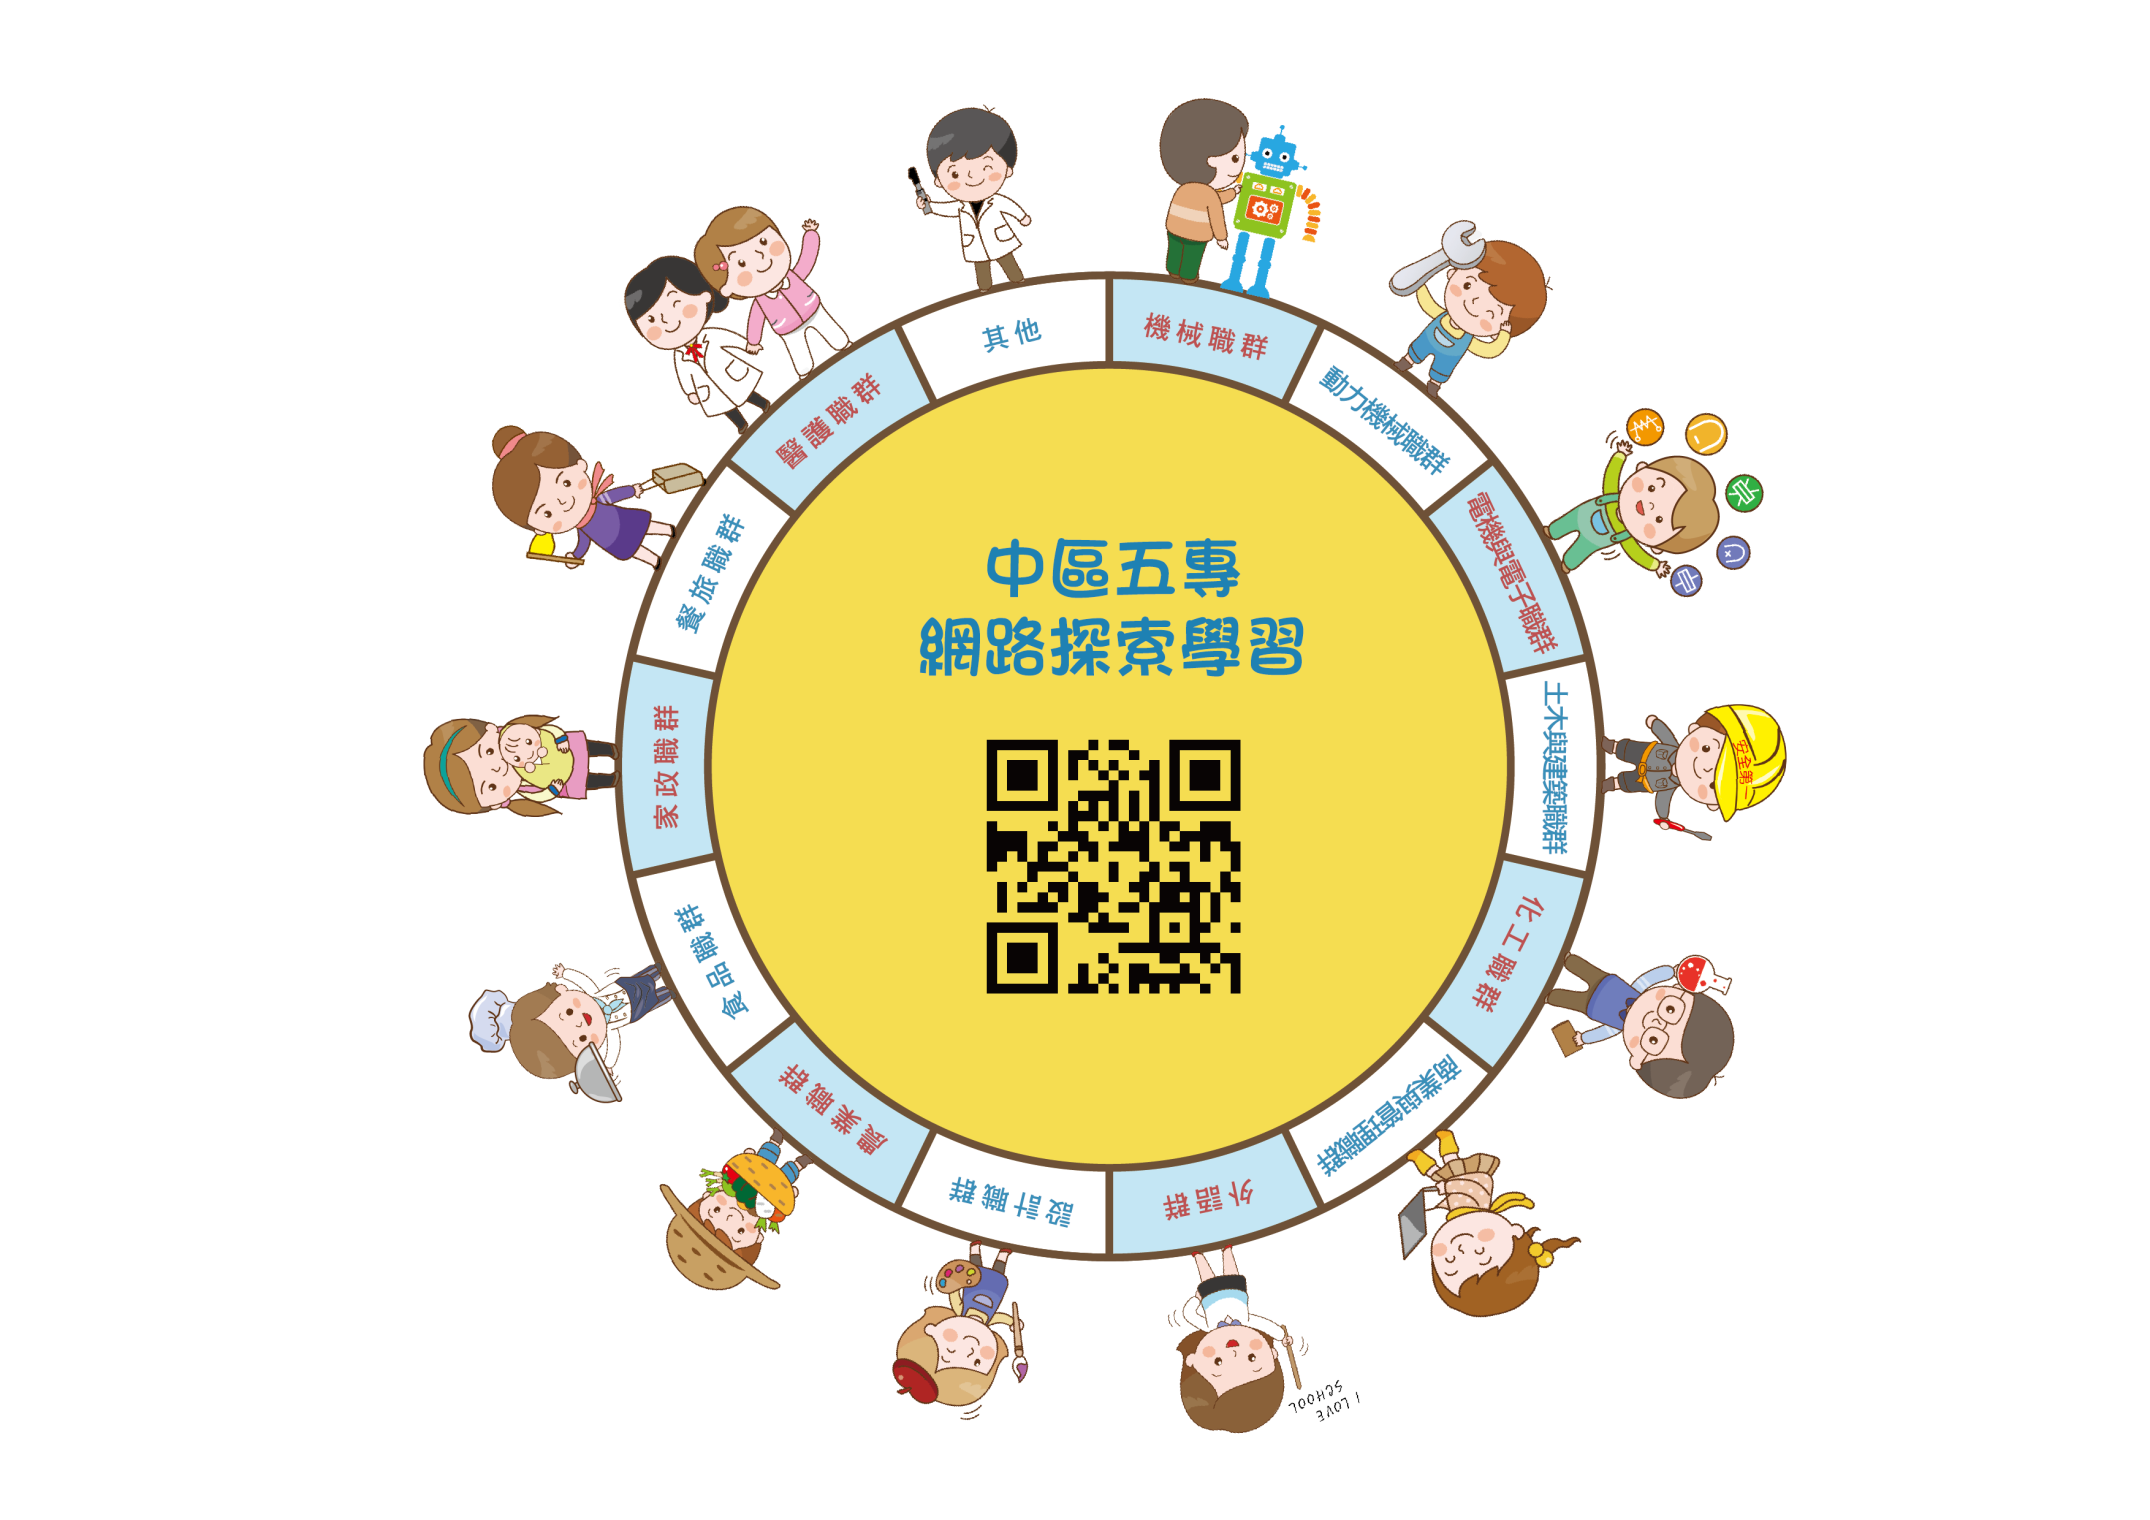 中區五專
網路探索學習
機械職群
動力機械職群
電機與電子職群
土木與建築職群
化工職群
商業與管理職群
外語群
設計職群
農業職群
食品職群
家政職群
餐旅職群
醫護職群
其他
安全第一
I LOVE
SCHOOL